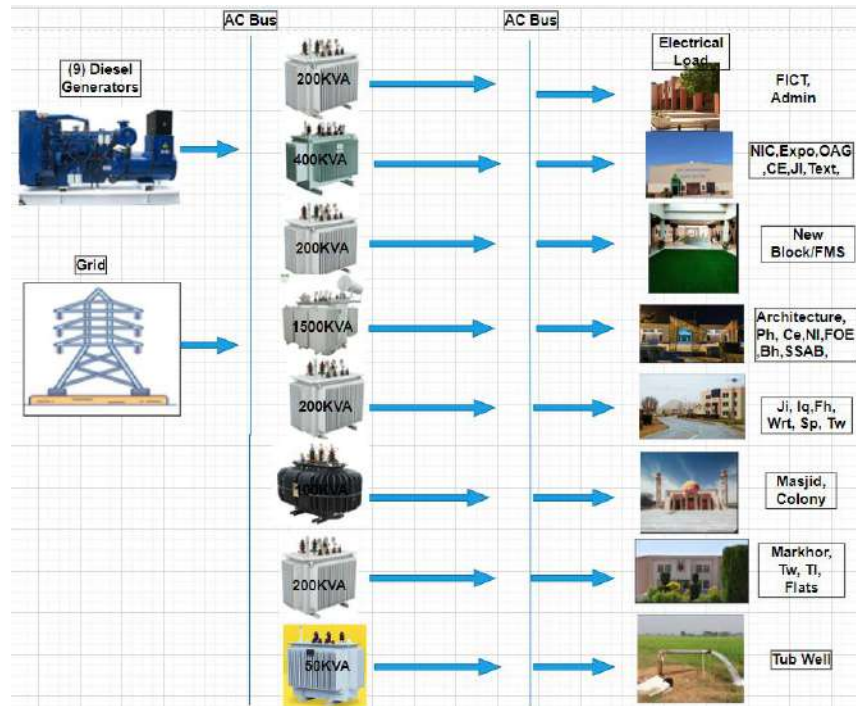 AC Bus
AC Bus
(9) Diesel
Generators
Grid
200KVA
400KVA
200KVA
1500KVA
200KVA
100KVA
200KVA
50KVA
Electrical
Load
FICT,
Admin
NIC,Expo,OAG
,CE,JI,Text,
New
Block/FMS
Architecture,
Ph, Ce,NI,FOE
,Bh,SSAB,
Ji, Iq,Fh,
Wrt, Sp, Tw
Masjid,
Colony
Markhor,
Tw, Tl,
Flats
Tub Well